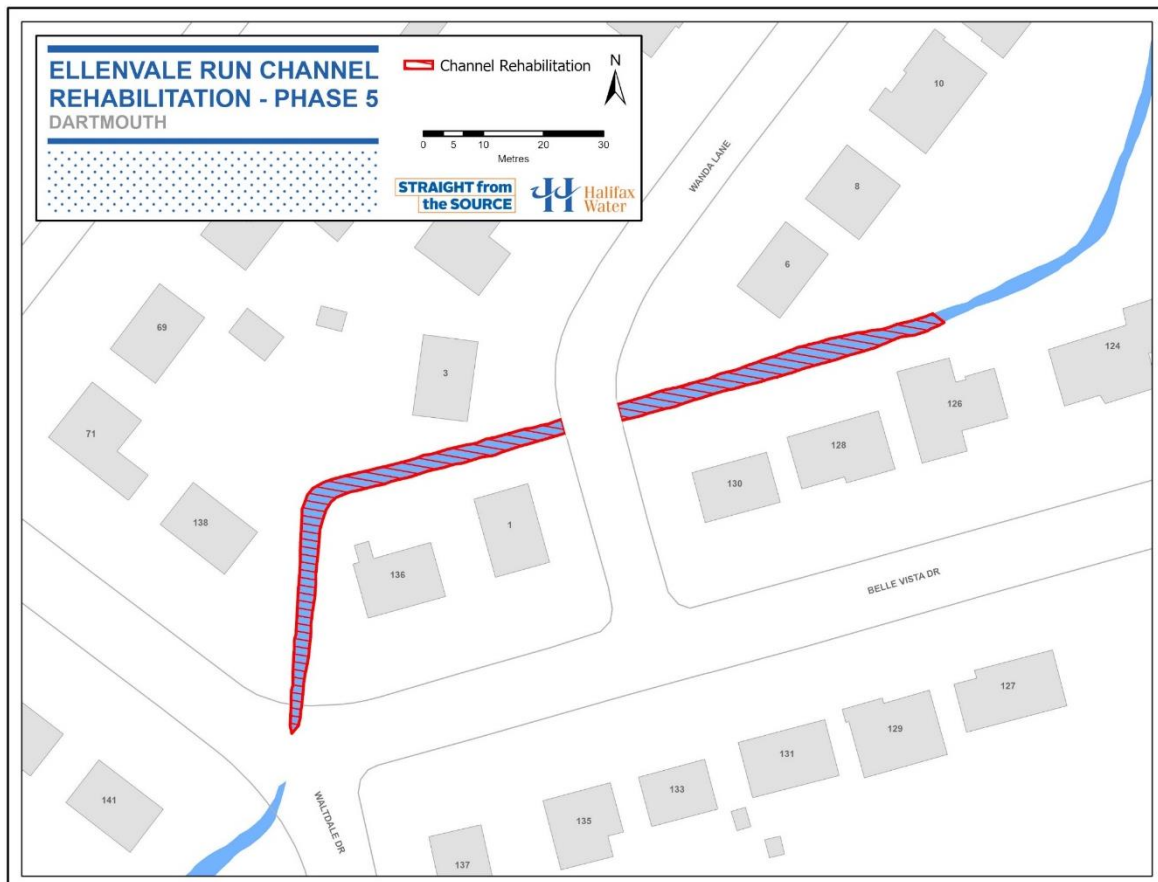 ELLENVALE RUN CHANNEL
REHABILITATION - PHASE 5
DARTMOUTH
Channel Rehabilitation
N
0 5 10 20 30
Metres
STRAIGHT from
the SOURCE
Halifax
Water
10
WANDA LANE
8
6
69
3
124
71
126
128
130
138
1
136
BELLE VISTA DR
127
129
131
133
141
WALTDALE DR
135
137